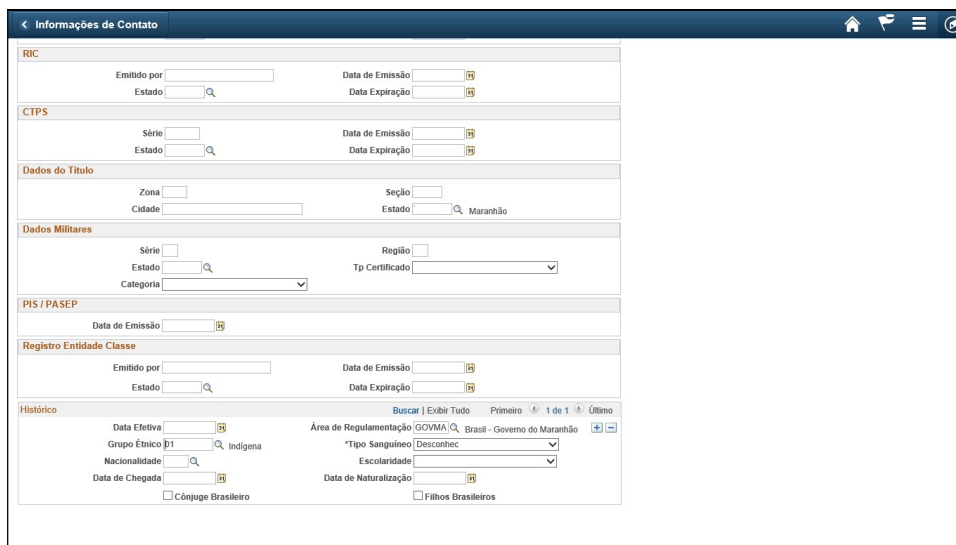 Informações de Contato
RIC
Emitido por Data de Emissão
Estado Data Expiração
CTPS
Série Data de Emissão
Estado Data Expiração
Dados do Título
Zona Seção
Cidade Estado Maranhão
Dados Militares
Série Região
Estado Tp Certificado
Categoria
PIS / PASEP
Data de Emissão
Registro Entidade Classe
Emitido por Data de Emissão
Estado Data Expiração
Histórico Buscar | Exibir Tudo Primeiro 1 de 1 Último
Data Efetiva Área de Regulamentação GOVMA Brasil - Governo do Maranhão
Grupo Étnico 01 Indígena *Tipo Sanguíneo Desconhec
Nacionalidade Escolaridade
Data de Chegada Data de Naturalização
Cônjuge Brasileiro Filhos Brasileiros